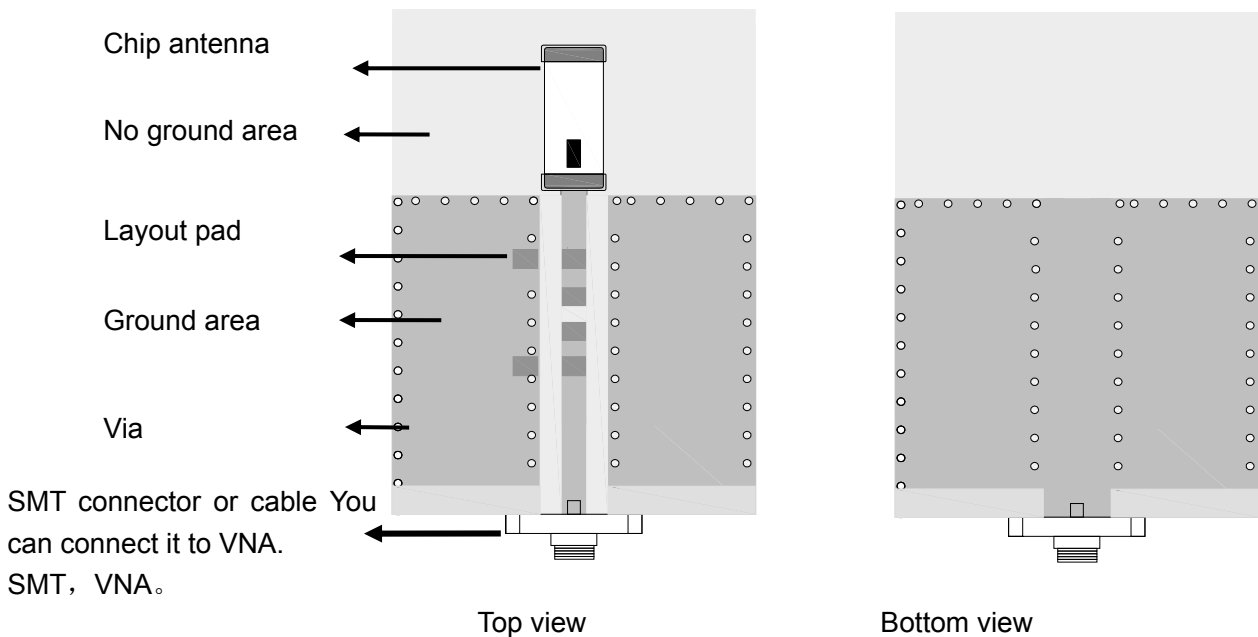 Chip antenna
No ground area
Layout pad
Ground area
Via
SMT connector or cable You
can connect it to VNA.
SMT，VNA。
Top view
Bottom view